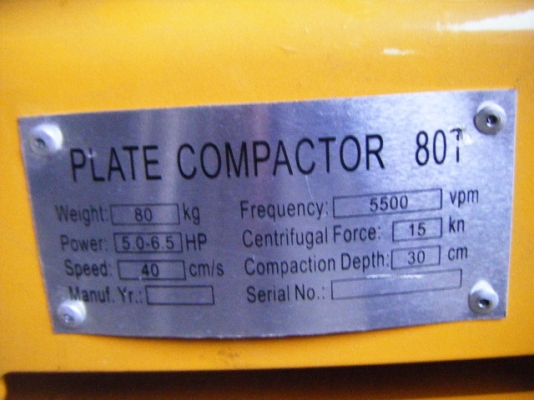 PLATE COMPACTOR 80T
Weight: 80 kg
Frequency: 5500 vpm
Power: 5.0-6.5 HP
Centrifugal Force: 15 kn
Speed: 40 cm/s
Compaction Depth: 30 cm
Manuf. Yr.:
Serial No.: